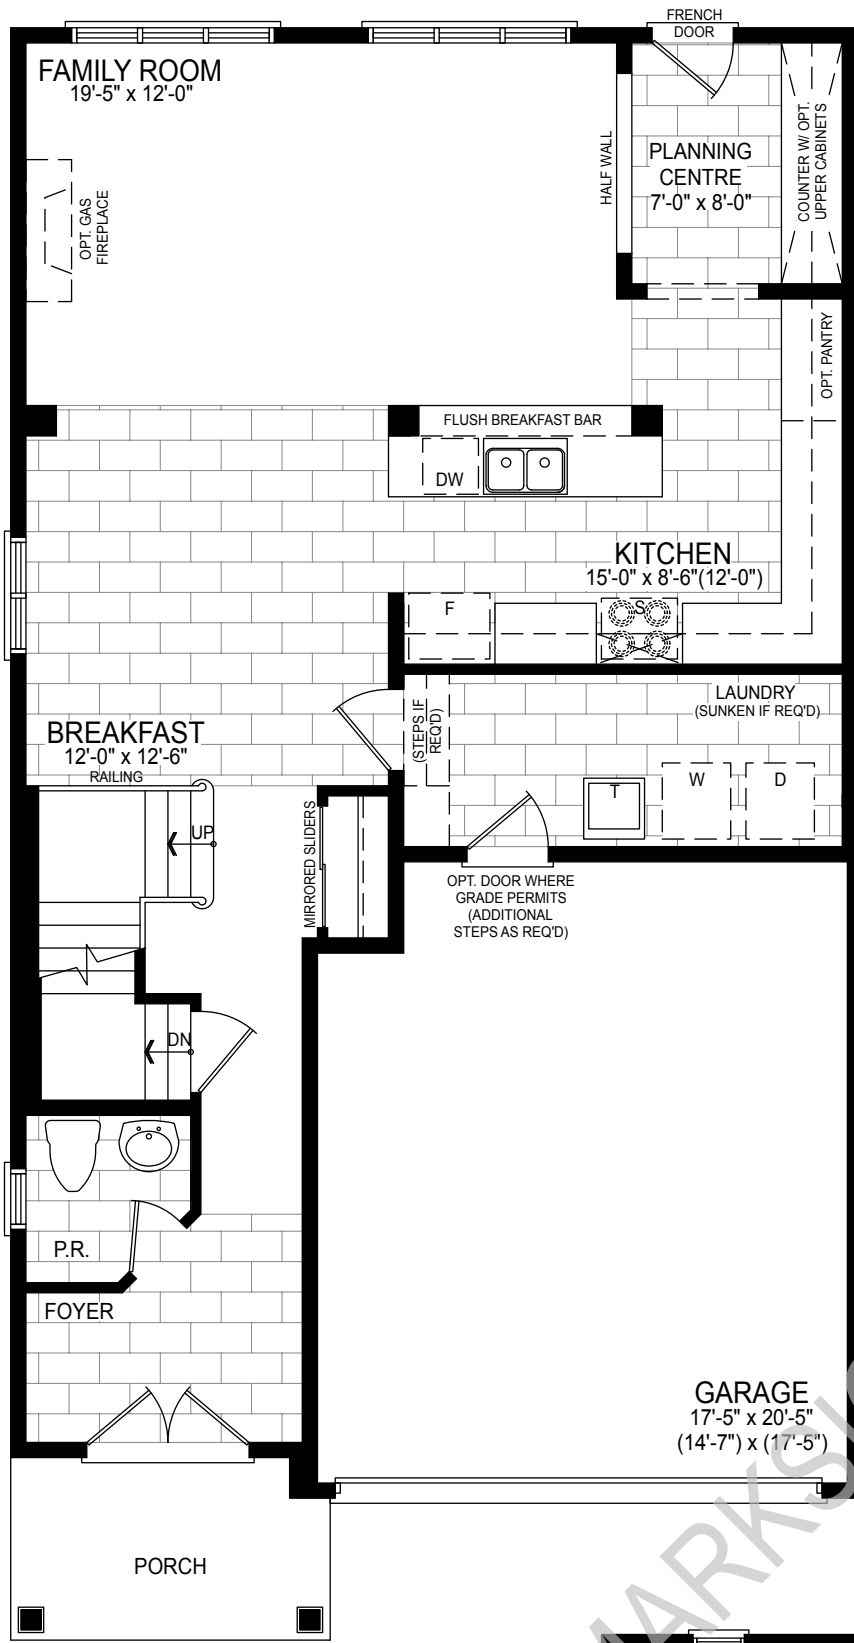 FRENCH
DOOR
FAMILY ROOM
19'-5" x 12'-0"
OPT. GAS
FIREPLACE
HALF WALL
PLANNING
CENTRE
7'-0" x 8'-0"
COUNTER W/ OPT.
UPPER CABINETS
OPT. PANTRY
FLUSH BREAKFAST BAR
DW
KITCHEN
15'-0" x 8'-6"(12'-0")
F
S
BREAKFAST
12'-0" x 12'-6"
RAILING
(STEPS IF
REQ'D)
LAUNDRY
(SUNKEN IF REQ'D)
T
W
D
UP
MIRRORED SLIDERS
OPT. DOOR WHERE
GRADE PERMITS
(ADDITIONAL
STEPS AS REQ'D)
DN
P.R.
FOYER
GARAGE
17'-5" x 20'-5"
(14'-7") x (17'-5")
PORCH